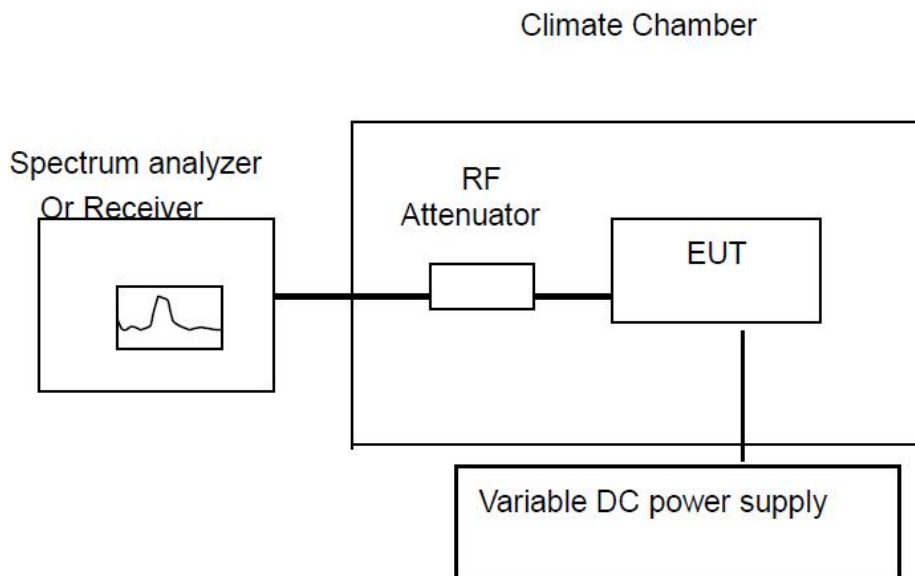 Climate Chamber
Spectrum analyzer
Or Receiver
RF
Attenuator
EUT
Variable DC power supply